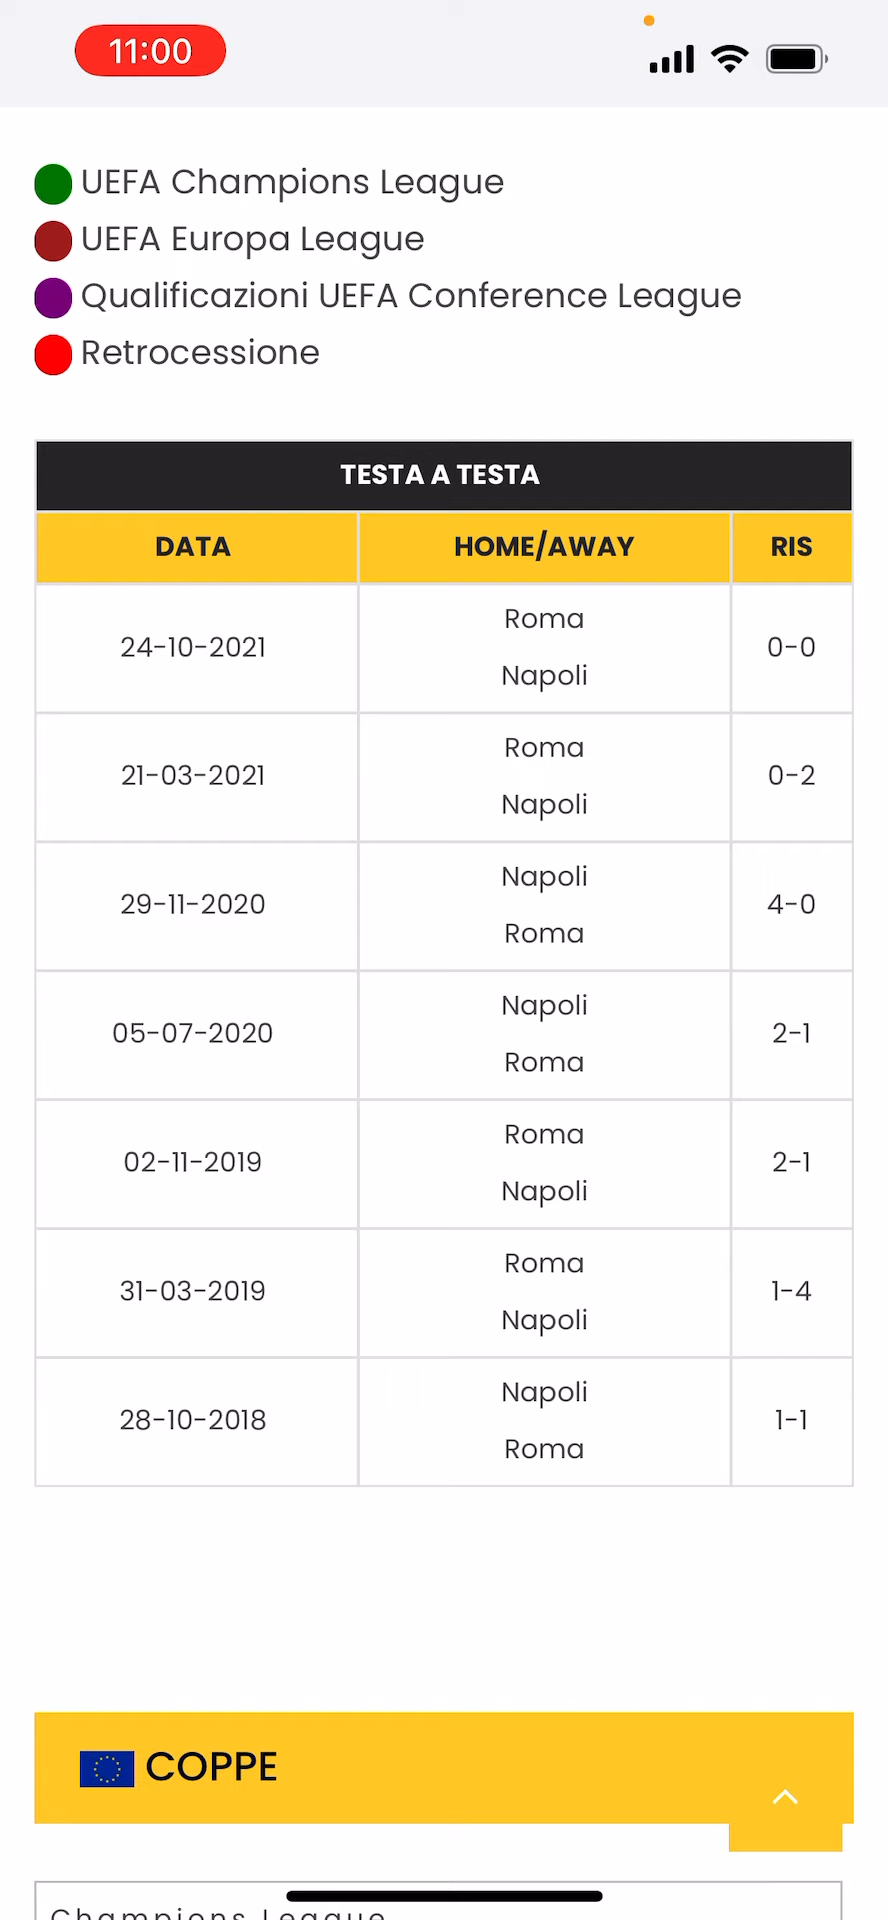 11:00
UEFA Champions League
UEFA Europa League
Qualificazioni UEFA Conference League
Retrocessione
TESTA A TESTA
DATA HOME/AWAY RIS
24-10-2021 Roma Napoli 0-0
21-03-2021 Roma Napoli 0-2
29-11-2020 Napoli Roma 4-0
05-07-2020 Napoli Roma 2-1
02-11-2019 Roma Napoli 2-1
31-03-2019 Roma Napoli 1-4
28-10-2018 Napoli Roma 1-1
COPPE
Champions League